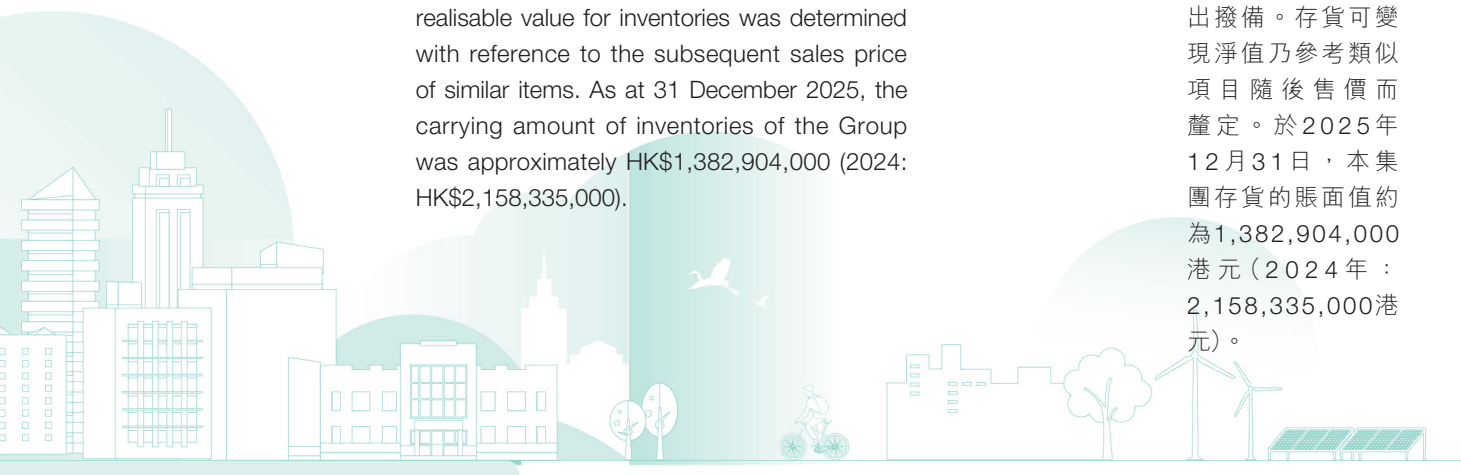 realisable value for inventories was determined
with reference to the subsequent sales price
of similar items. As at 31 December 2025, the
carrying amount of inventories of the Group
was approximately HK$1,382,904,000 (2024:
HK$2,158,335,000).
出撥備。存貨可變
現淨值乃參考類似
項目隨後售價而
釐定。於2025年
12月31日，本集
團存貨的賬面值約
為1,382,904,000
港元（2024年：
2,158,335,000港
元）。